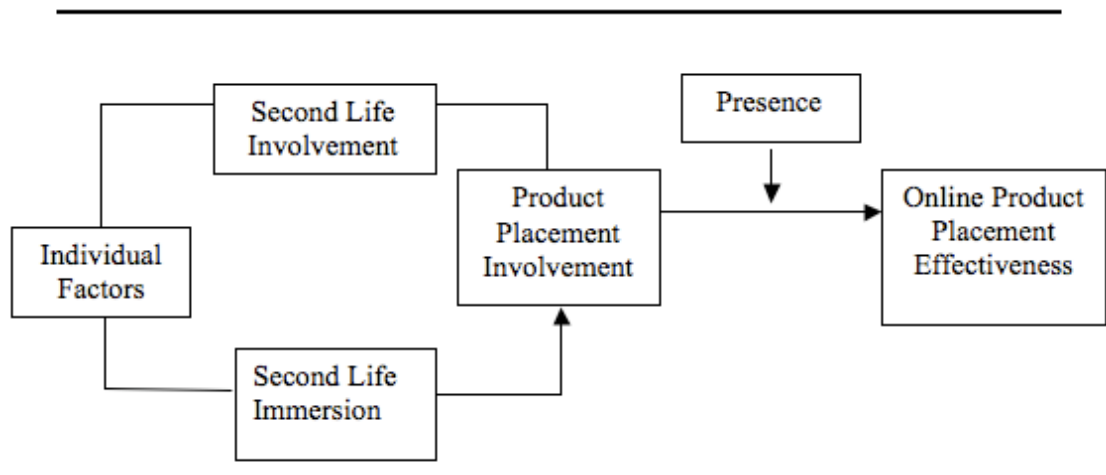 Second Life
Involvement
Presence
Product
Placement
Involvement
Online Product
Placement
Effectiveness
Individual
Factors
Second Life
Immersion